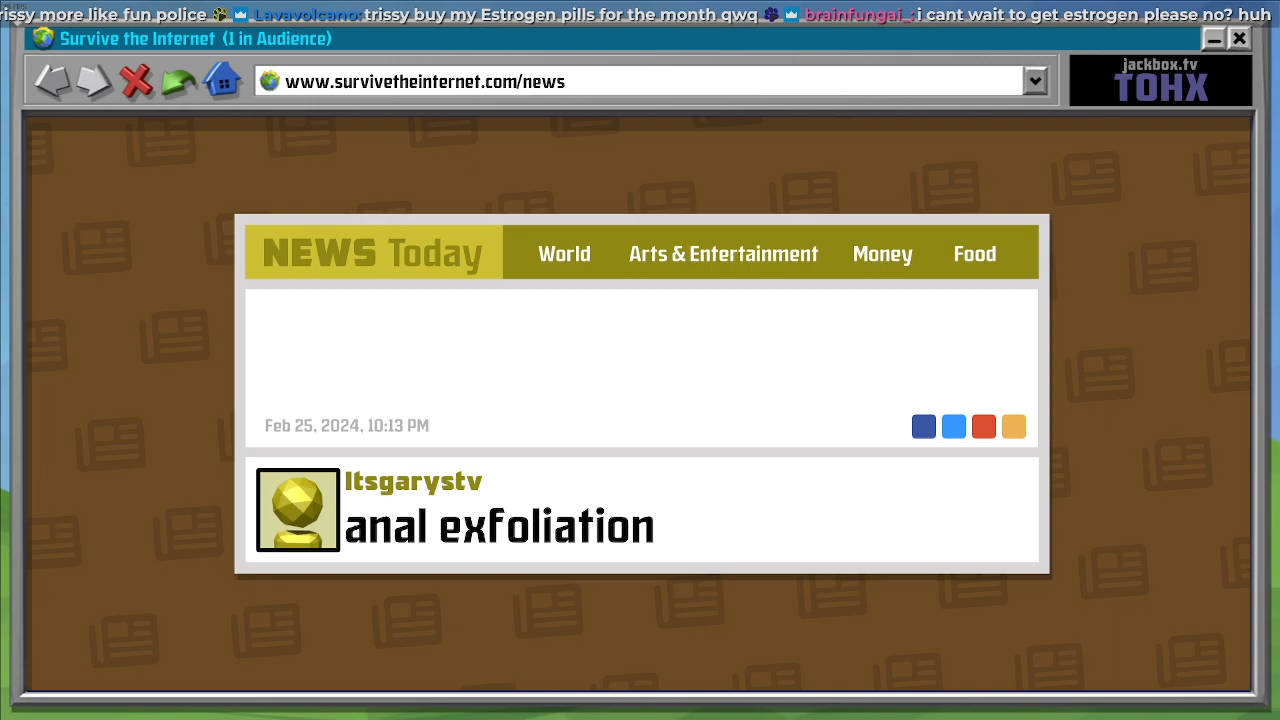 rissy more like fun police Lavavolcano: trissy buy my Estrogen pills for the month qwq brainfungai_: i cant wait to get estrogen please no? huh
Survive the Internet (1 in Audience)
www.survivetheinternet.com/news
jackbox.tv
TOHX
NEWS Today World Arts & Entertainment Money Food
Feb 25, 2024, 10:13 PM
Itsgarystv
anal exfoliation